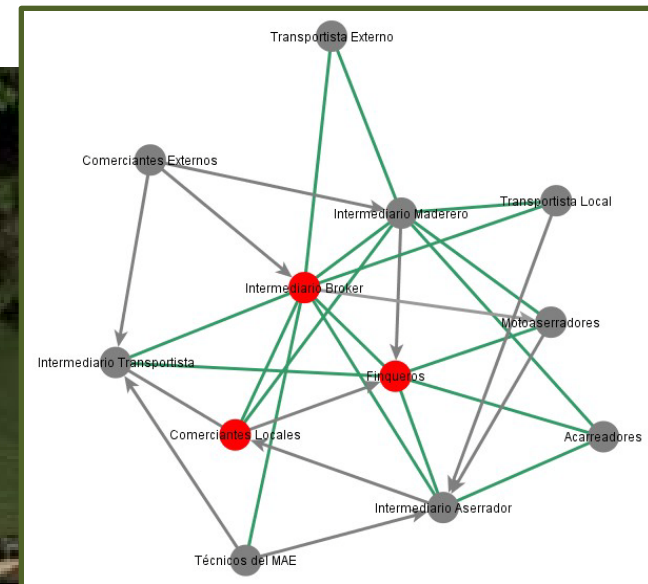 Transportista Externo
Comerciantes Externos
Transportista Local
Intermediario Maderero
Intermediario Broker
Motoaserradores
Intermediario Transportista
Finqueros
Comerciantes Locales
Acarreadores
Intermediario Aserrador
Técnicos del MAE